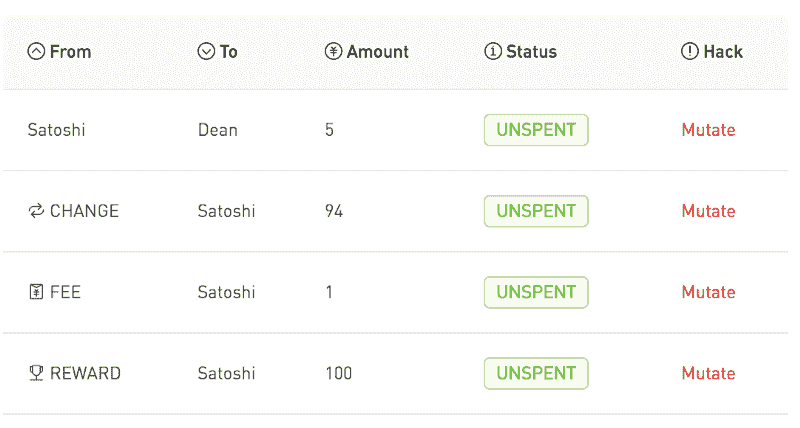 From To Amount Status Hack
Satoshi Dean 5 UNSPENT Mutate
CHANGE Satoshi 94 UNSPENT Mutate
FEE Satoshi 1 UNSPENT Mutate
REWARD Satoshi 100 UNSPENT Mutate